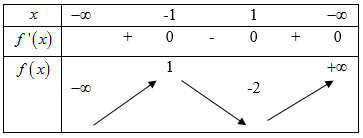 x −∞ -1 1 −∞
f '(x) + 0 - 0 + 0
f(x) −∞ 1 -2 +∞